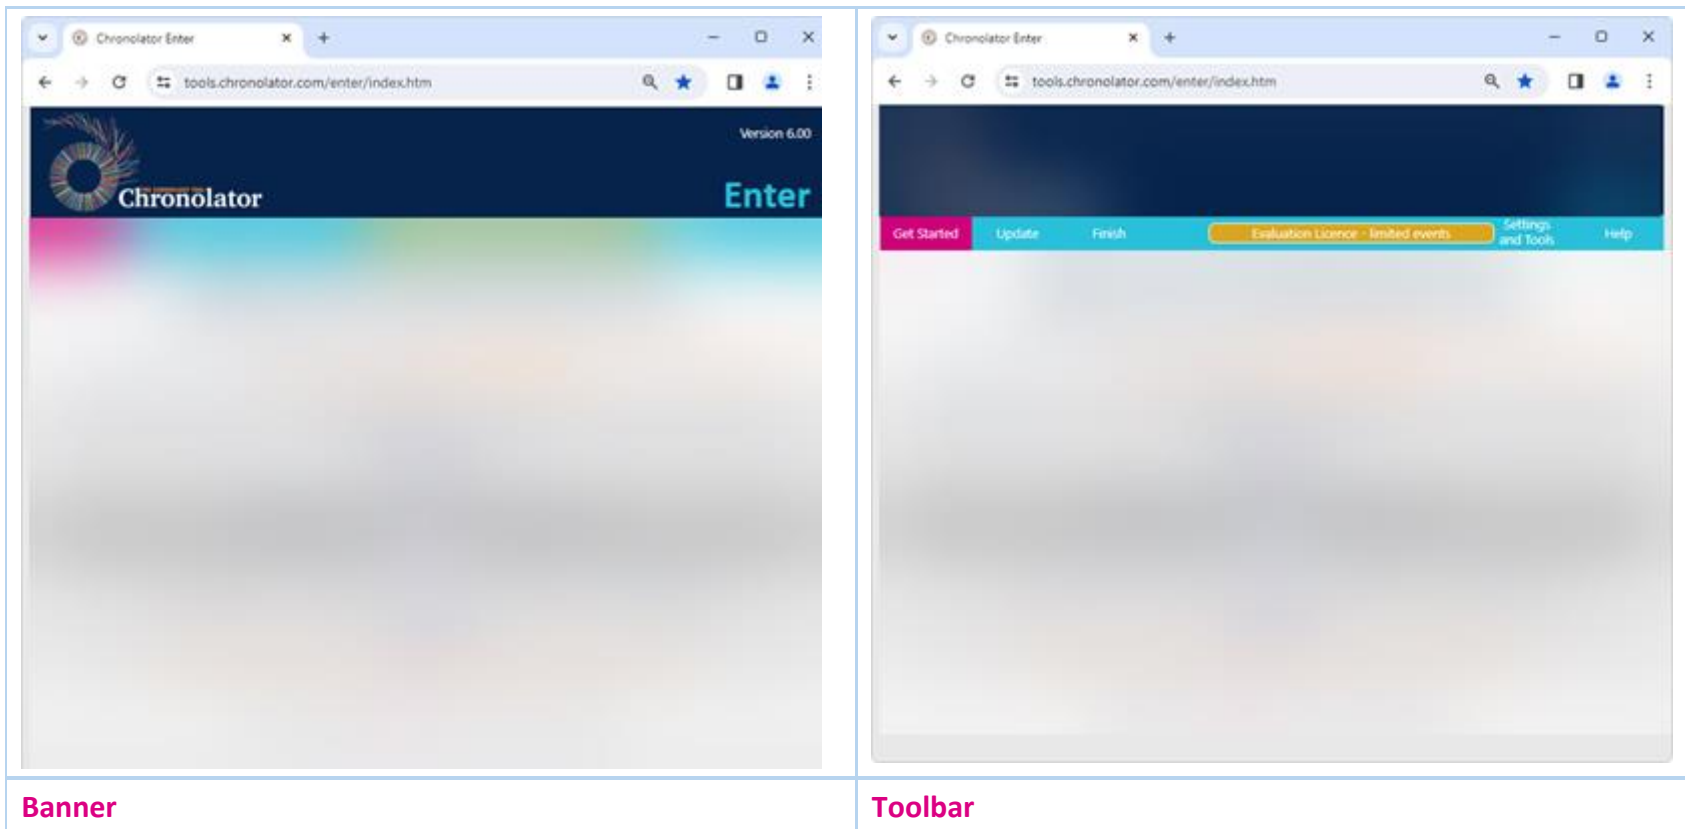 Chronolator Enter
tools.chronolator.com/enter/index.htm
Version 6.00
Chronolator
Enter
Banner
Chronolator Enter
tools.chronolator.com/enter/index.htm
Get Started Update Finish Evaluation Licence - limited events Settings and Tools Help
Toolbar